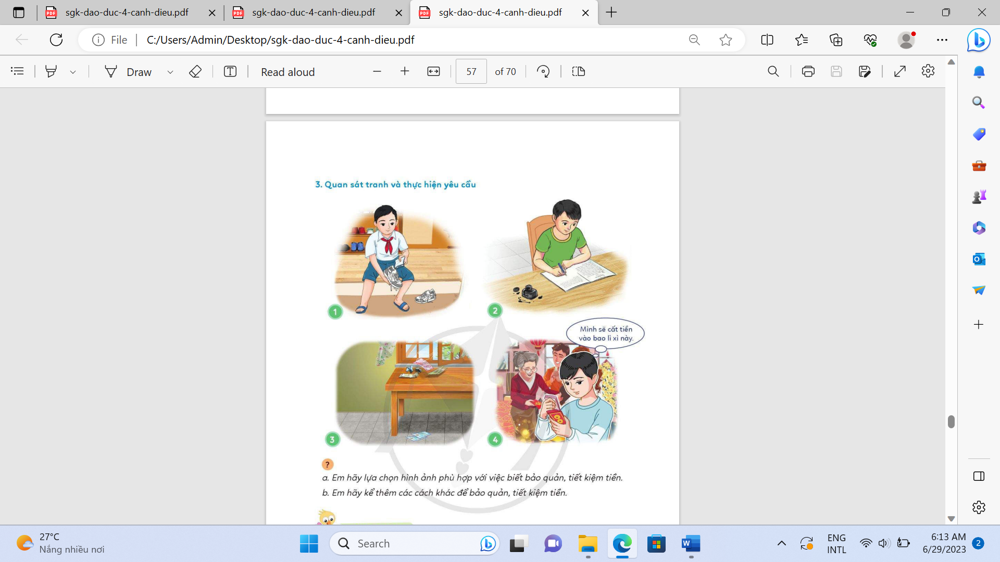 sgk-dao-duc-4-canh-dieu.pdf
sgk-dao-duc-4-canh-dieu.pdf
sgk-dao-duc-4-canh-dieu.pdf
File
C:/Users/Admin/Desktop/sgk-dao-duc-4-canh-dieu.pdf
Draw
Read aloud
57
of 70
3. Quan sát tranh và thực hiện yêu cầu
1
2
Mình sẽ cất tiền
vào bao lì xì này.
3
4
?
a. Em hãy lựa chọn hình ảnh phù hợp với việc biết bảo quản, tiết kiệm tiền.
b. Em hãy kể thêm các cách khác để bảo quản, tiết kiệm tiền.
27°C
Nắng nhiều nơi
Search
ENG
INTL
6:13 AM
6/29/2023
2